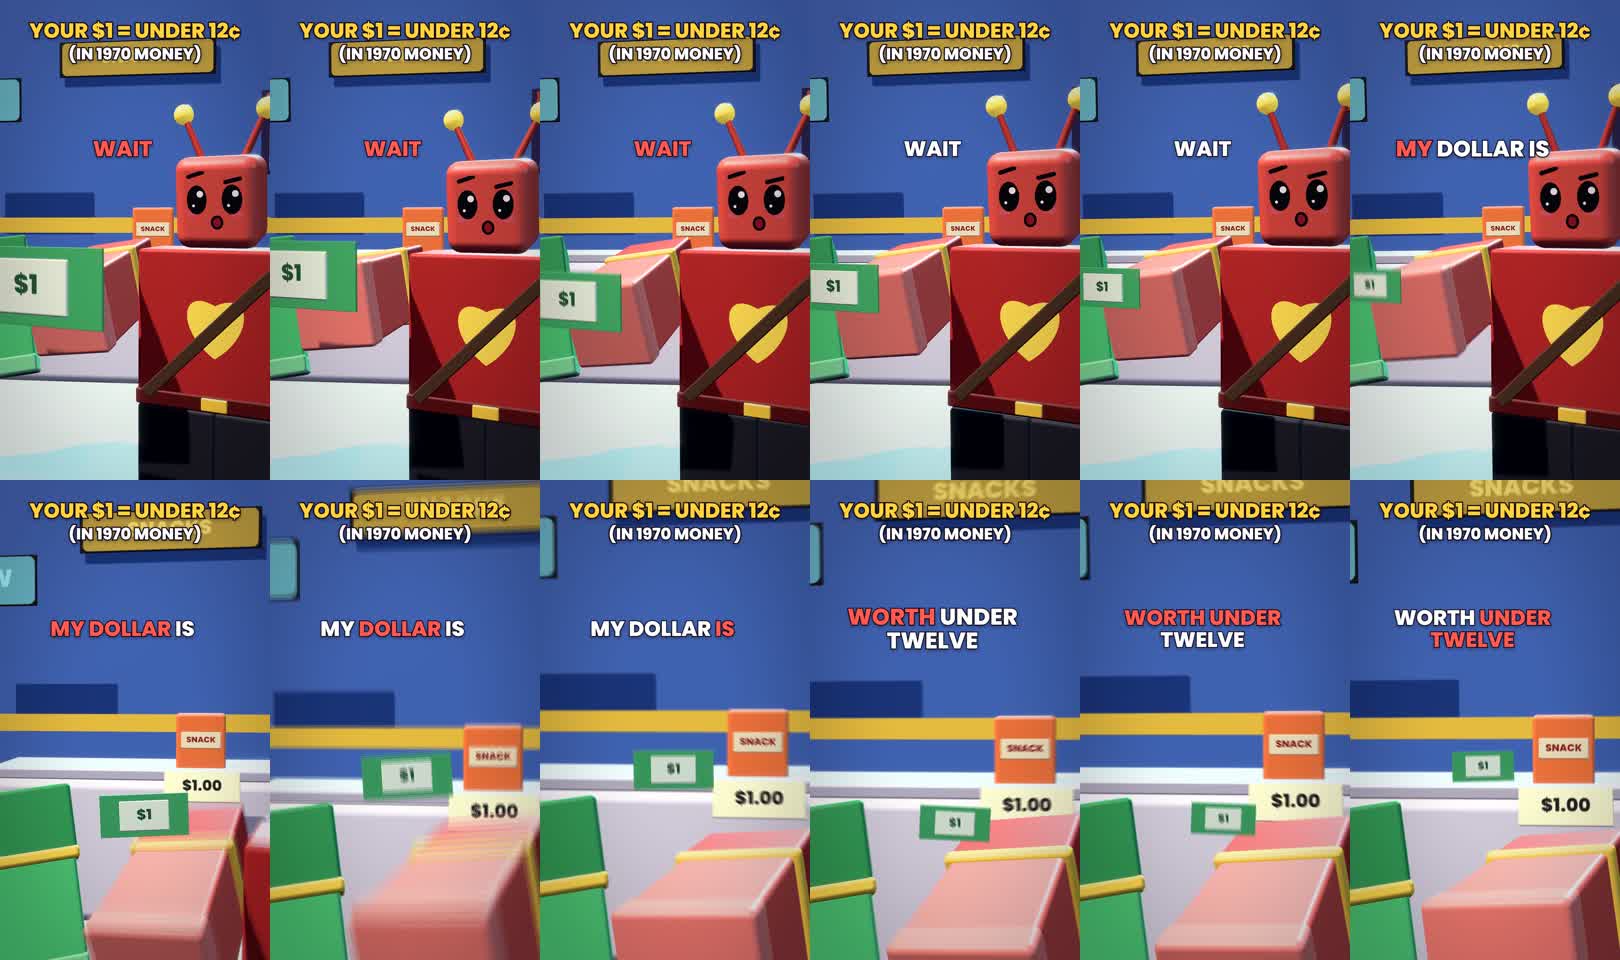 YOUR $1 = UNDER 12¢
(IN 1970 MONEY)
WAIT
SNACK
$1
YOUR $1 = UNDER 12¢
(IN 1970 MONEY)
WAIT
SNACK
$1
YOUR $1 = UNDER 12¢
(IN 1970 MONEY)
WAIT
SNACK
$1
YOUR $1 = UNDER 12¢
(IN 1970 MONEY)
WAIT
SNACK
$1
YOUR $1 = UNDER 12¢
(IN 1970 MONEY)
WAIT
SNACK
$1
YOUR $1 = UNDER 12¢
(IN 1970 MONEY)
MY DOLLAR IS
SNACK
$1
YOUR $1 = UNDER 12¢
(IN 1970 MONEY)
MY DOLLAR IS
SNACK
$1.00
$1
YOUR $1 = UNDER 12¢
(IN 1970 MONEY)
MY DOLLAR IS
SNACK
$1
$1.00
SNACKS
YOUR $1 = UNDER 12¢
(IN 1970 MONEY)
MY DOLLAR IS
SNACK
$1
$1.00
SNACKS
YOUR $1 = UNDER 12¢
(IN 1970 MONEY)
WORTH UNDER
TWELVE
SNACK
$1.00
$1
SNACKS
YOUR $1 = UNDER 12¢
(IN 1970 MONEY)
WORTH UNDER
TWELVE
SNACK
$1.00
$1
SNACKS
YOUR $1 = UNDER 12¢
(IN 1970 MONEY)
WORTH UNDER
TWELVE
SNACK
$1
$1.00